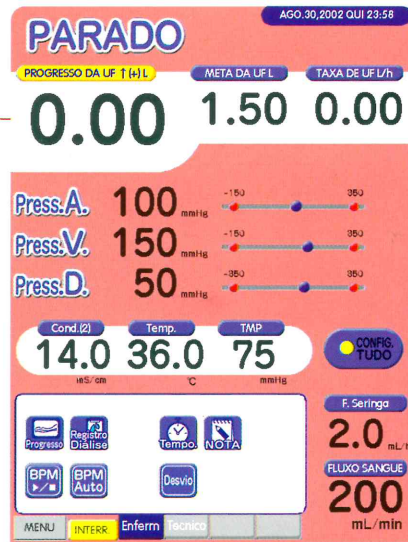 AGO.30,2002 QUI 23:58
PARADO
PROGRESSO DA UF ↑ (+) L META DA UF L TAXA DE UF L/h
0.00 1.50 0.00
Press.A. 100 mmHg -150 350
Press.V. 150 mmHg -150 350
Press.D. 50 mmHg -350 350
Cond.(2) Temp. TMP
14.0 36.0 75
mS/cm °C mmHg
CONFIG.
TUDO
Progresso
Registro
Diálise
Tempo.
NOTA
F. Seringa
2.0 mL/
BPM
BPM
Auto
Desvio
FLUXO SANGUE
200
mL/min
MENU INTERR. Enferm Tecnico